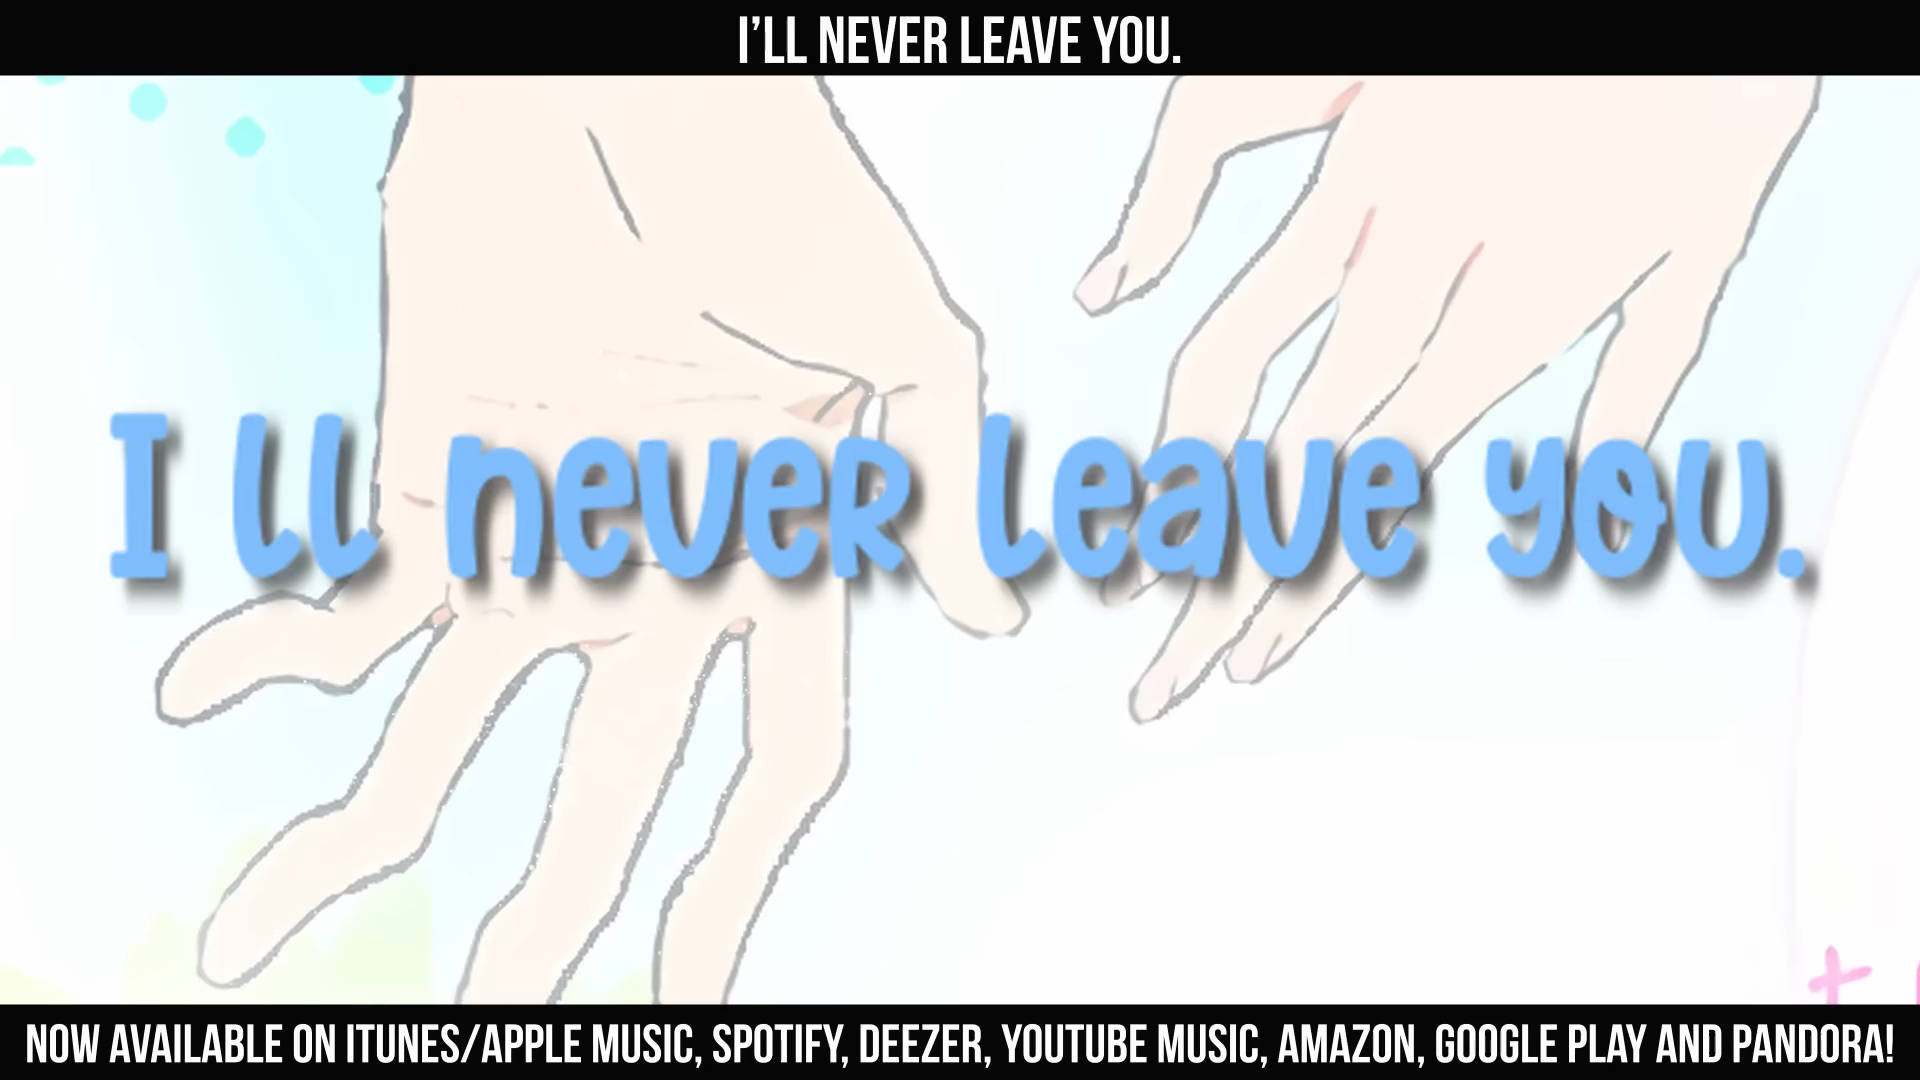 I'LL NEVER LEAVE YOU.
I ll never leave you.
NOW AVAILABLE ON ITUNES/APPLE MUSIC, SPOTIFY, DEEZER, YOUTUBE MUSIC, AMAZON, GOOGLE PLAY AND PANDORA!